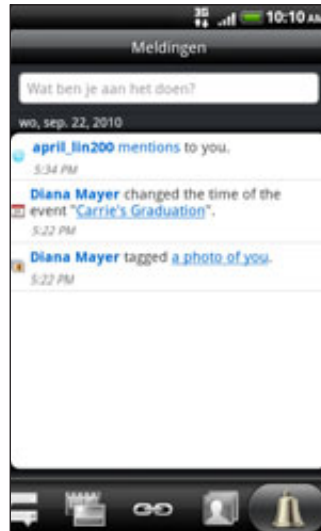 3G 10:10 AM
Meldingen
Wat ben je aan het doen?
wo, sep. 22, 2010
april_lin200 mentions to you.
5:34 PM
Diana Mayer changed the time of the
event "Carrie's Graduation".
5:22 PM
Diana Mayer tagged a photo of you.
5:22 PM